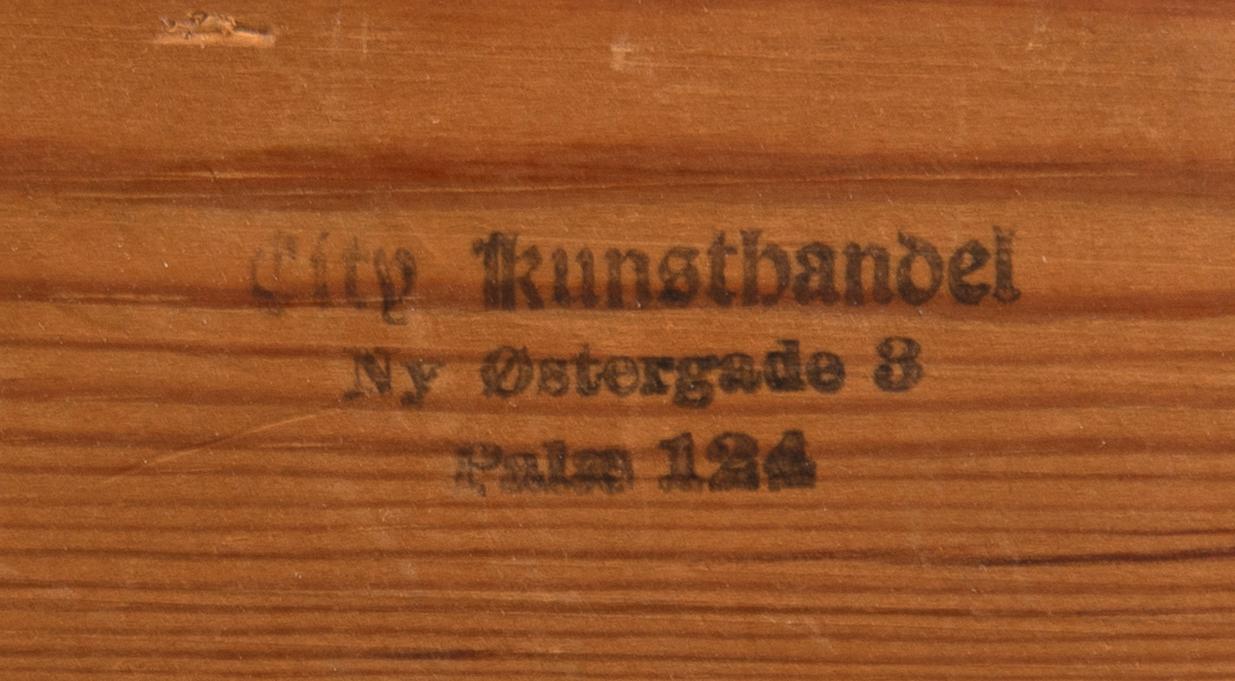 City Kunsthandel
Ny Østergade 3
Palæ 124